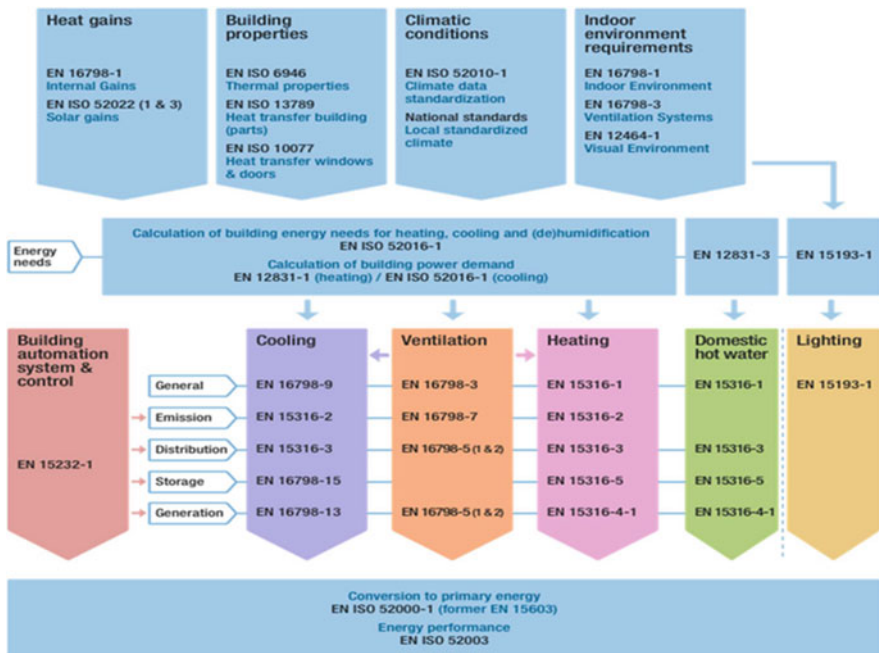 Heat gains
EN 16798-1
Internal Gains
EN ISO 52022 (1 & 3)
Solar gains
Building
properties
EN ISO 6946
Thermal properties
EN ISO 13789
Heat transfer building
(parts)
EN ISO 10077
Heat transfer windows
& doors
Climatic
conditions
EN ISO 52010-1
Climate data
standardization
National standards
Local standardized
climate
Indoor
environment
requirements
EN 16798-1
Indoor Environment
EN 16798-3
Ventilation Systems
EN 12464-1
Visual Environment
Energy
needs
Calculation of building energy needs for heating, cooling and (de)humidification
EN ISO 52016-1
Calculation of building power demand
EN 12831-1 (heating) / EN ISO 52016-1 (cooling)
EN 12831-3
EN 15193-1
Building
automation
system &
control
EN 15232-1
General
Emission
Distribution
Storage
Generation
Cooling
EN 16798-9
EN 15316-2
EN 15316-3
EN 16798-15
EN 16798-13
Ventilation
EN 16798-3
EN 16798-7
EN 16798-5 (1 & 2)
EN 16798-5 (1 & 2)
Heating
EN 15316-1
EN 15316-2
EN 15316-3
EN 15316-5
EN 15316-4-1
Domestic
hot water
EN 15316-1
EN 15316-3
EN 15316-5
EN 15316-4-1
Lighting
EN 15193-1
Conversion to primary energy
EN ISO 52000-1 (former EN 15603)
Energy performance
EN ISO 52003